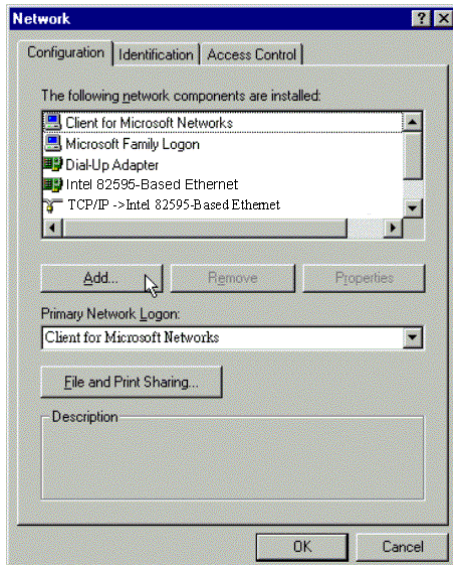 Network
Configuration Identification Access Control
The following network components are installed:
Client for Microsoft Networks
Microsoft Family Logon
Dial-Up Adapter
Intel 82595-Based Ethernet
TCP/IP ->Intel 82595-Based Ethernet
Add... Remove Properties
Primary Network Logon:
Client for Microsoft Networks
File and Print Sharing...
Description
OK Cancel